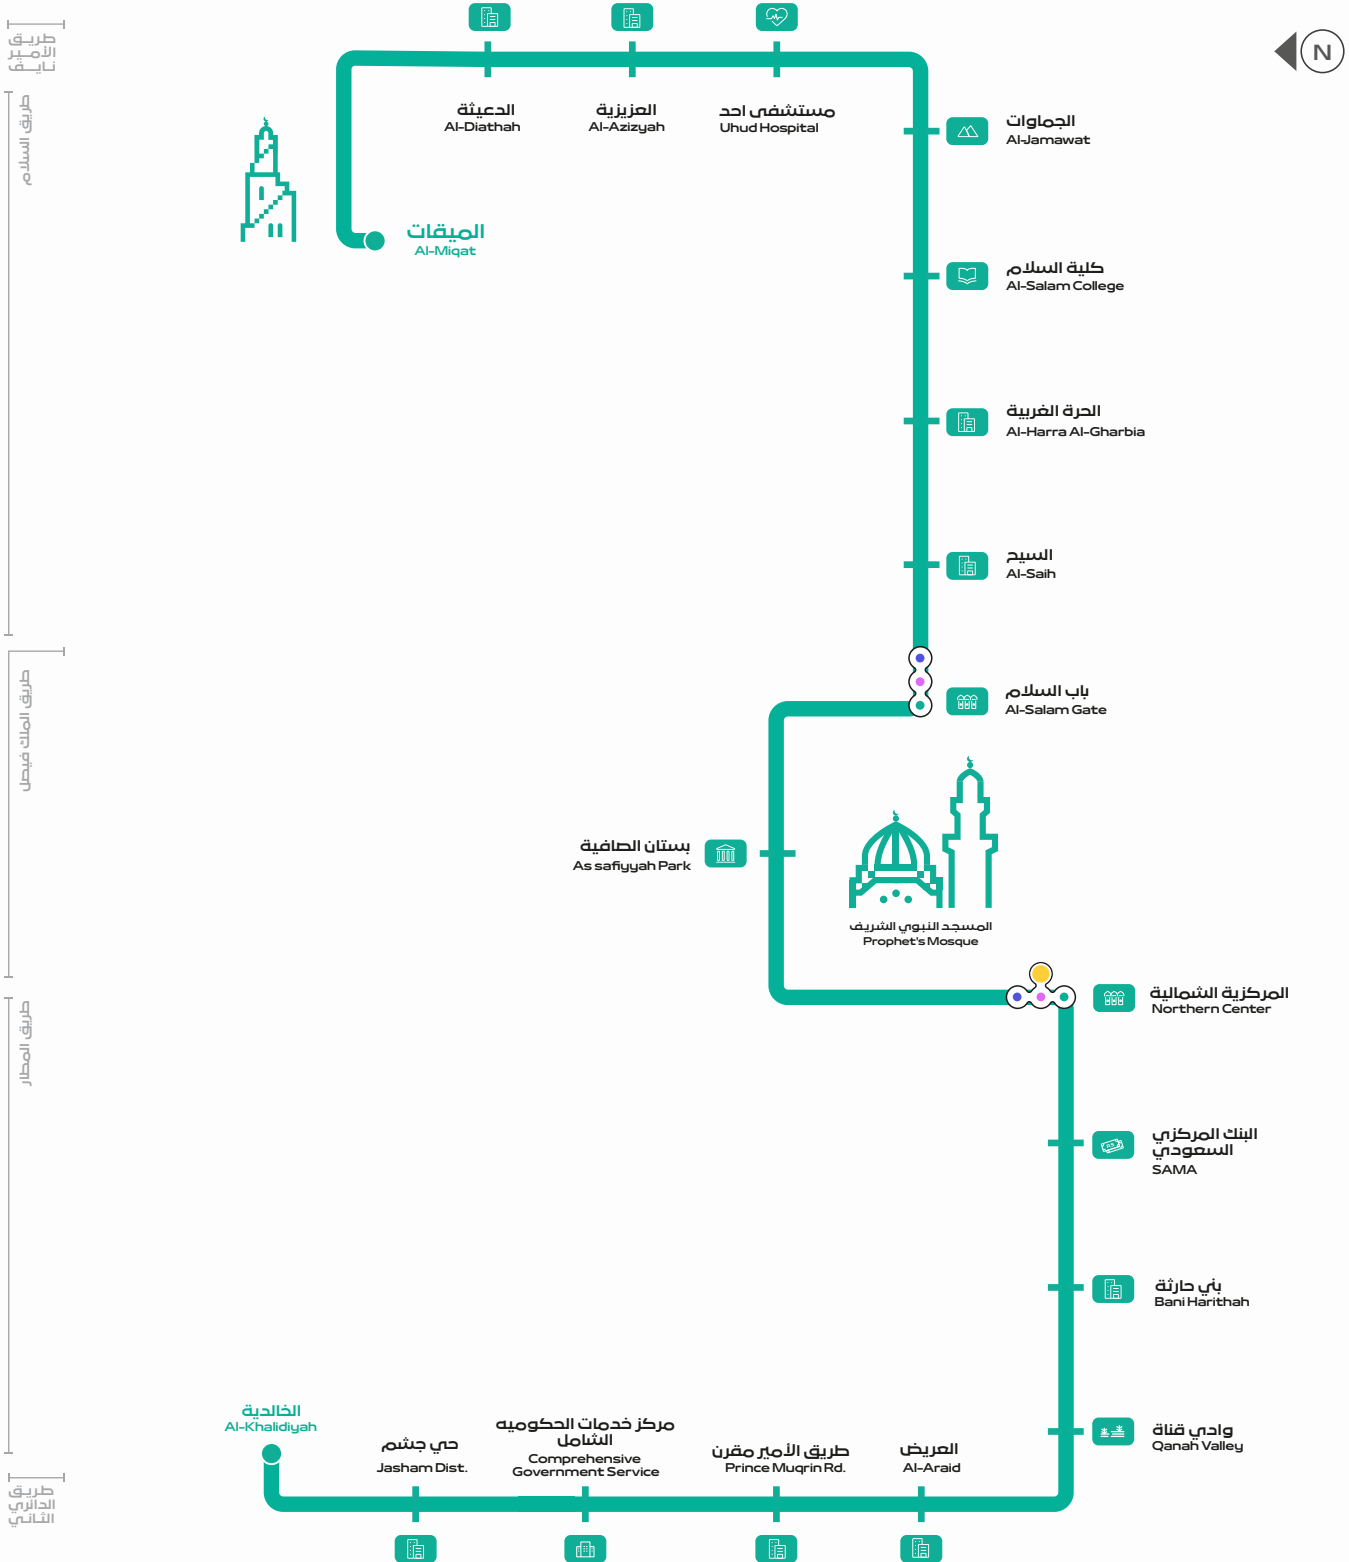 طريق
الأمير
نايف
N
الدعيثة
Al-Diathah
العزيزية
Al-Azizyah
مستشفى احد
Uhud Hospital
طريق السلام
الجماوات
Al-Jamawat
الميقات
Al-Miqat
كلية السلام
Al-Salam College
الحرة الغربية
Al-Harra Al-Gharbia
السيح
Al-Saih
طريق الملك فيصل
باب السلام
Al-Salam Gate
بستان الصافية
As safiyyah Park
المسجد النبوي الشريف
Prophet's Mosque
المركزية الشمالية
Northern Center
طريق المطار
البنك المركزي
السعودي
SAMA
بني حارثة
Bani Harithah
وادي قناة
Qanah Valley
الخالدية
Al-Khalidiyah
حي جشم
Jasham Dist.
مركز خدمات الحكوميه
الشامل
Comprehensive
Government Service
طريق الأمير مقرن
Prince Muqrin Rd.
العريض
Al-Araid
طريق
الدائري
الثاني